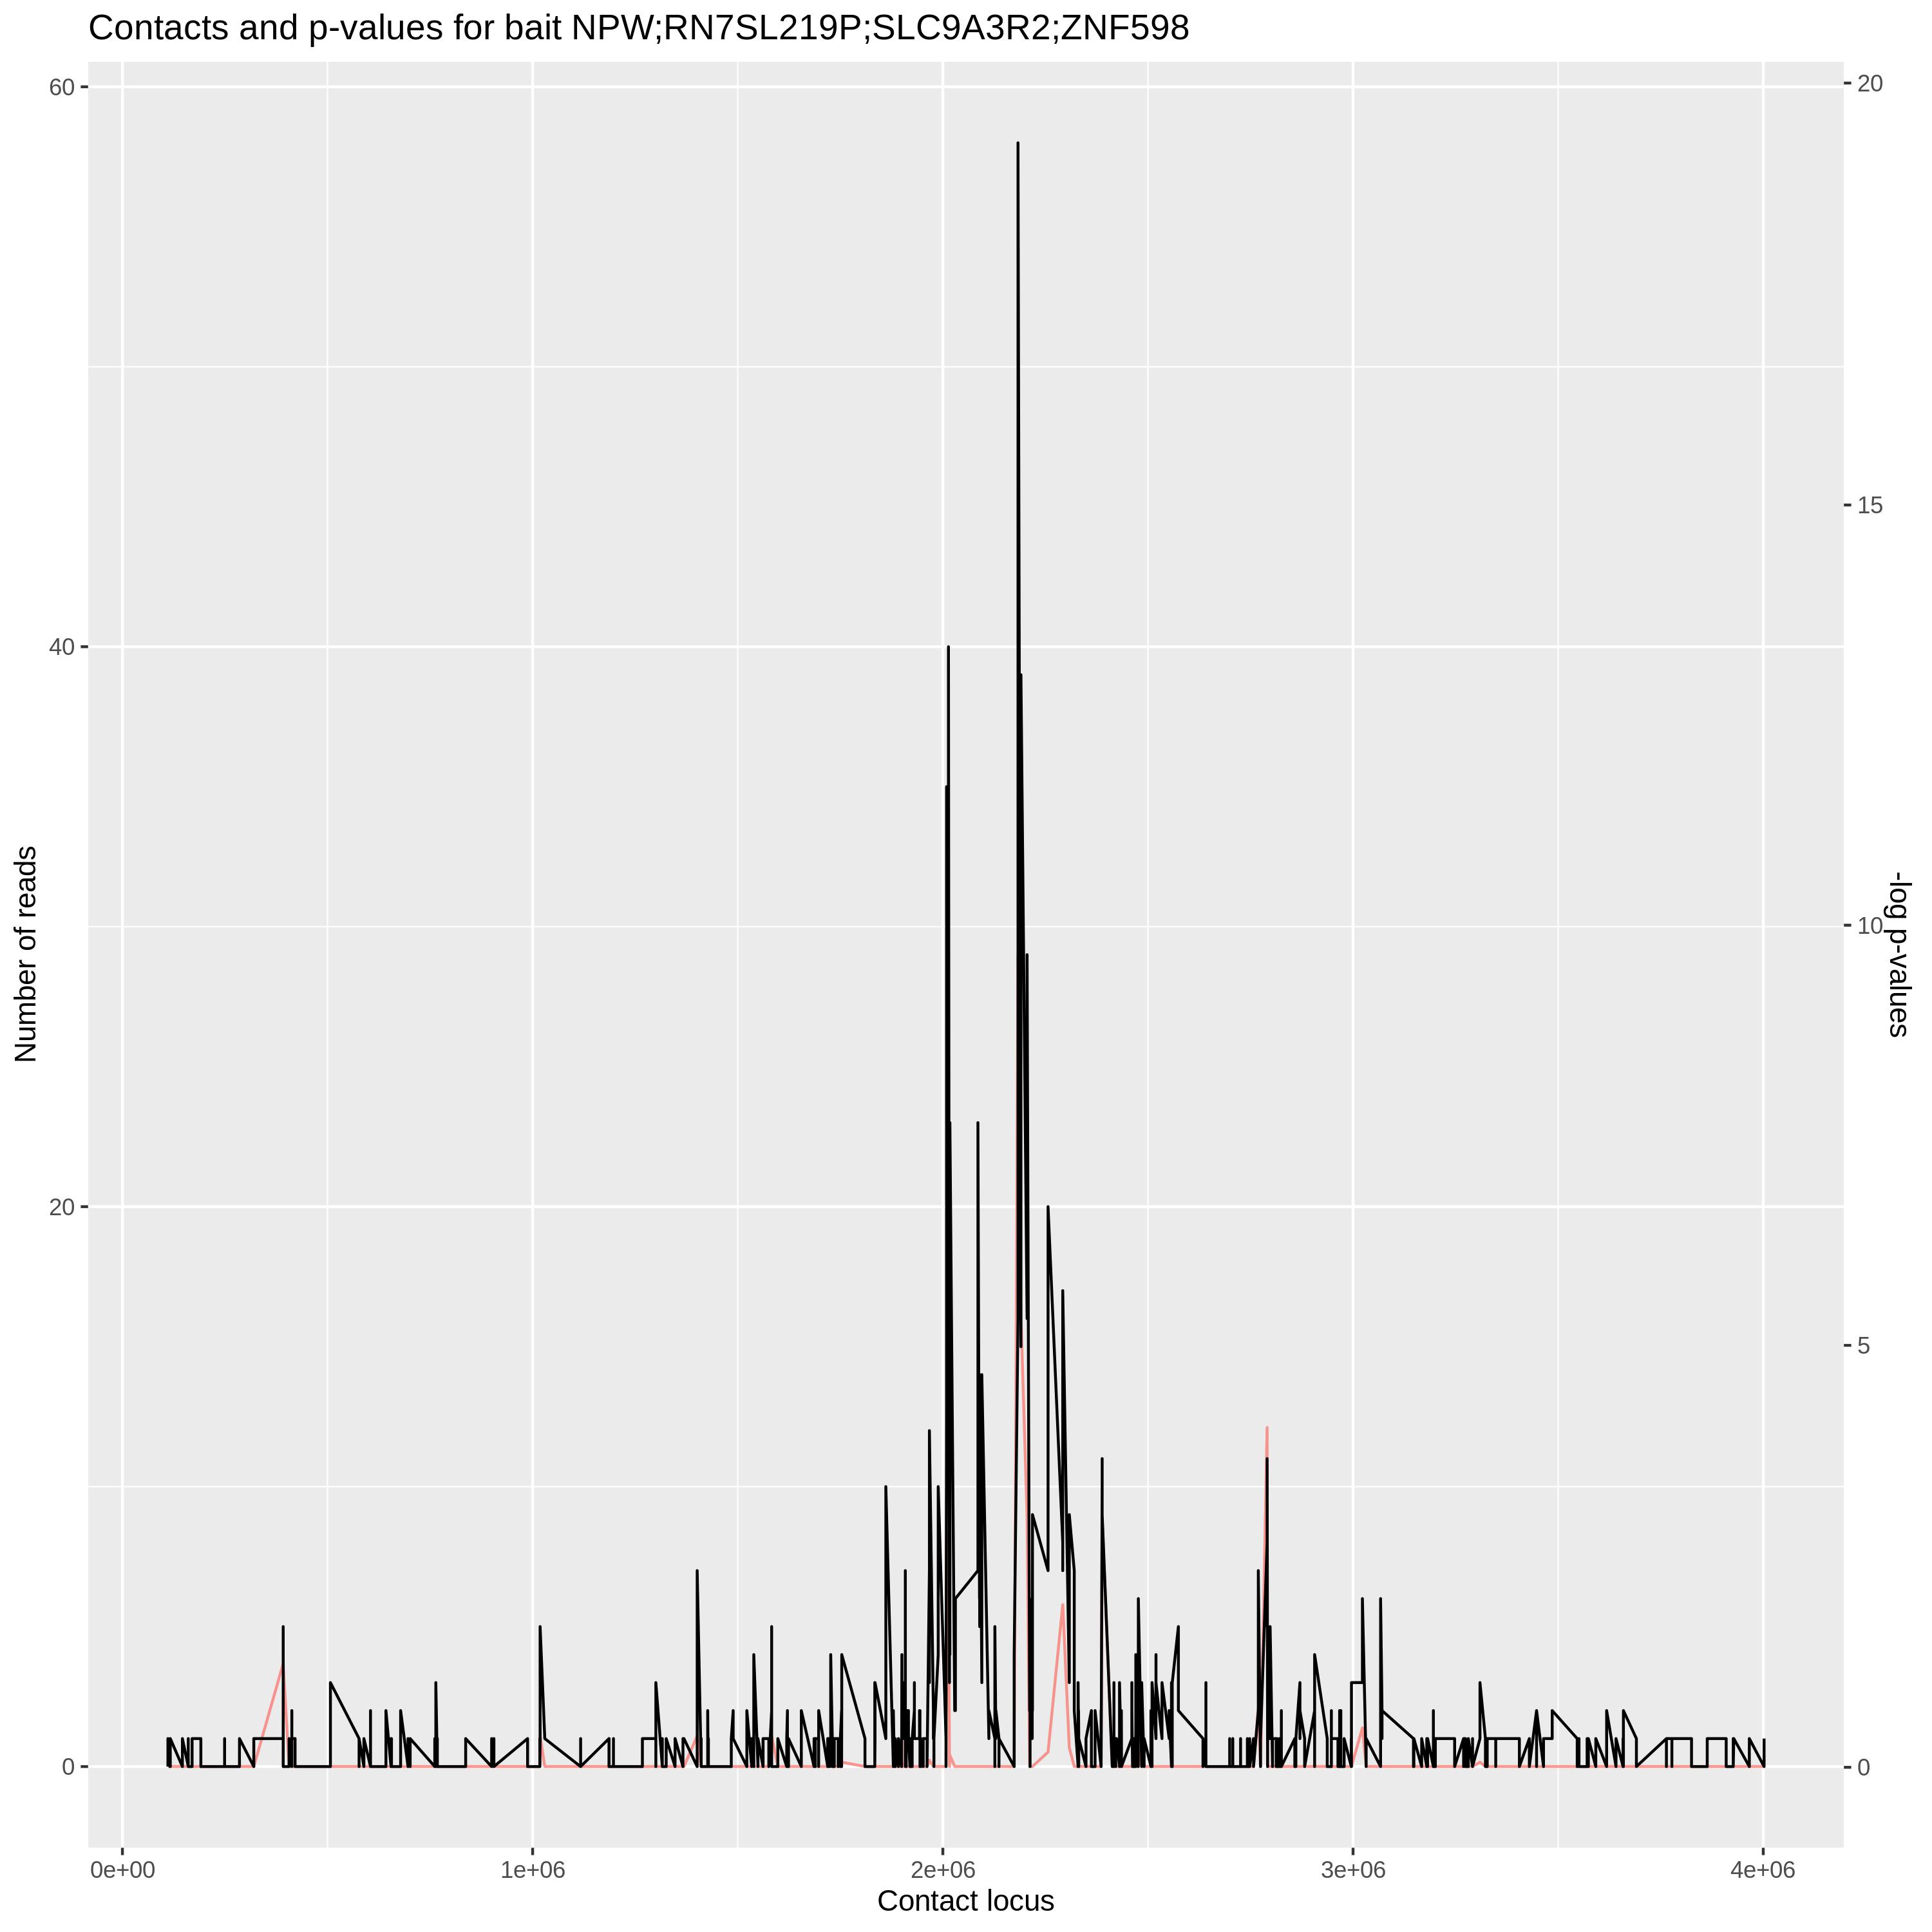 Contacts and p-values for bait NPW;RN7SL219P;SLC9A3R2;ZNF598
60
40
20
0
Number of reads
20
15
10
5
0
-log p-values
0e+00
1e+06
2e+06
3e+06
4e+06
Contact locus